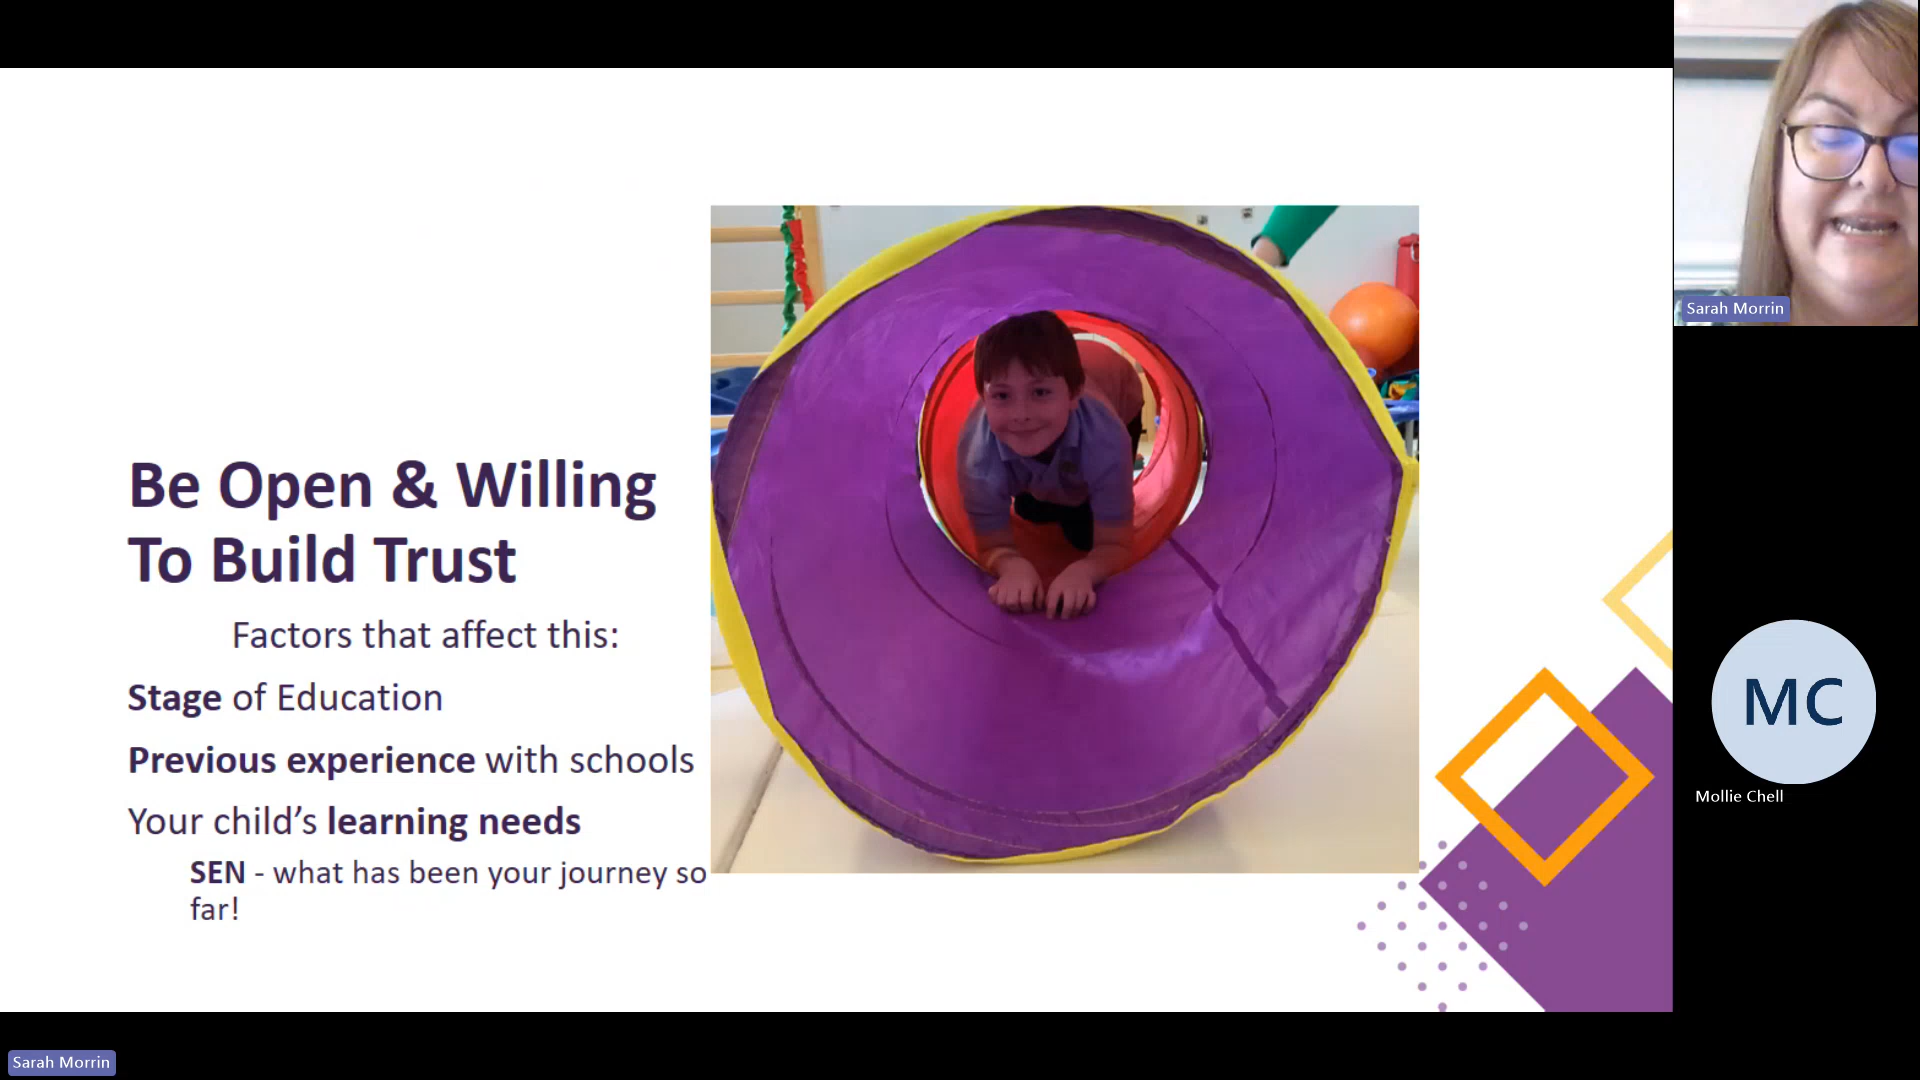 Be Open & Willing
To Build Trust
Factors that affect this:
Stage of Education
Previous experience with schools
Your child's learning needs
SEN - what has been your journey so
far!
Sarah Morrin
MC
Mollie Chell
Sarah Morrin